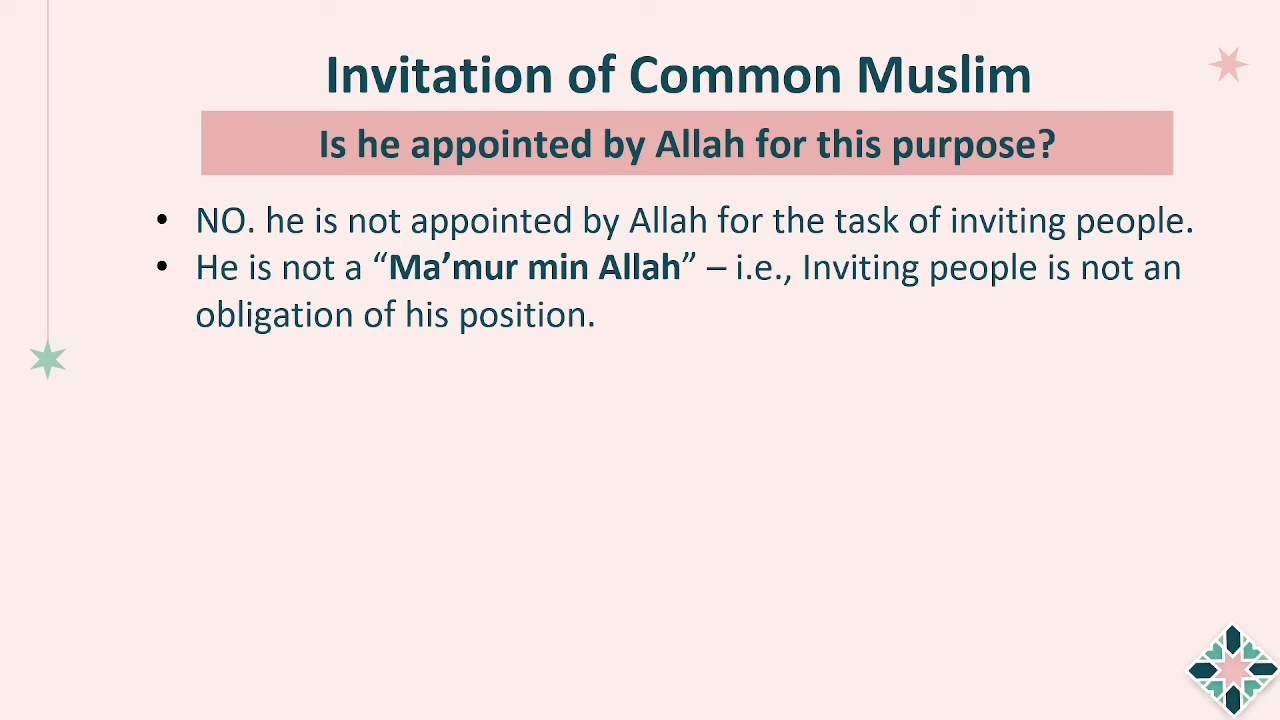 Invitation of Common Muslim
Is he appointed by Allah for this purpose?
• NO. he is not appointed by Allah for the task of inviting people.
• He is not a “Ma’mur min Allah” – i.e., Inviting people is not an
obligation of his position.